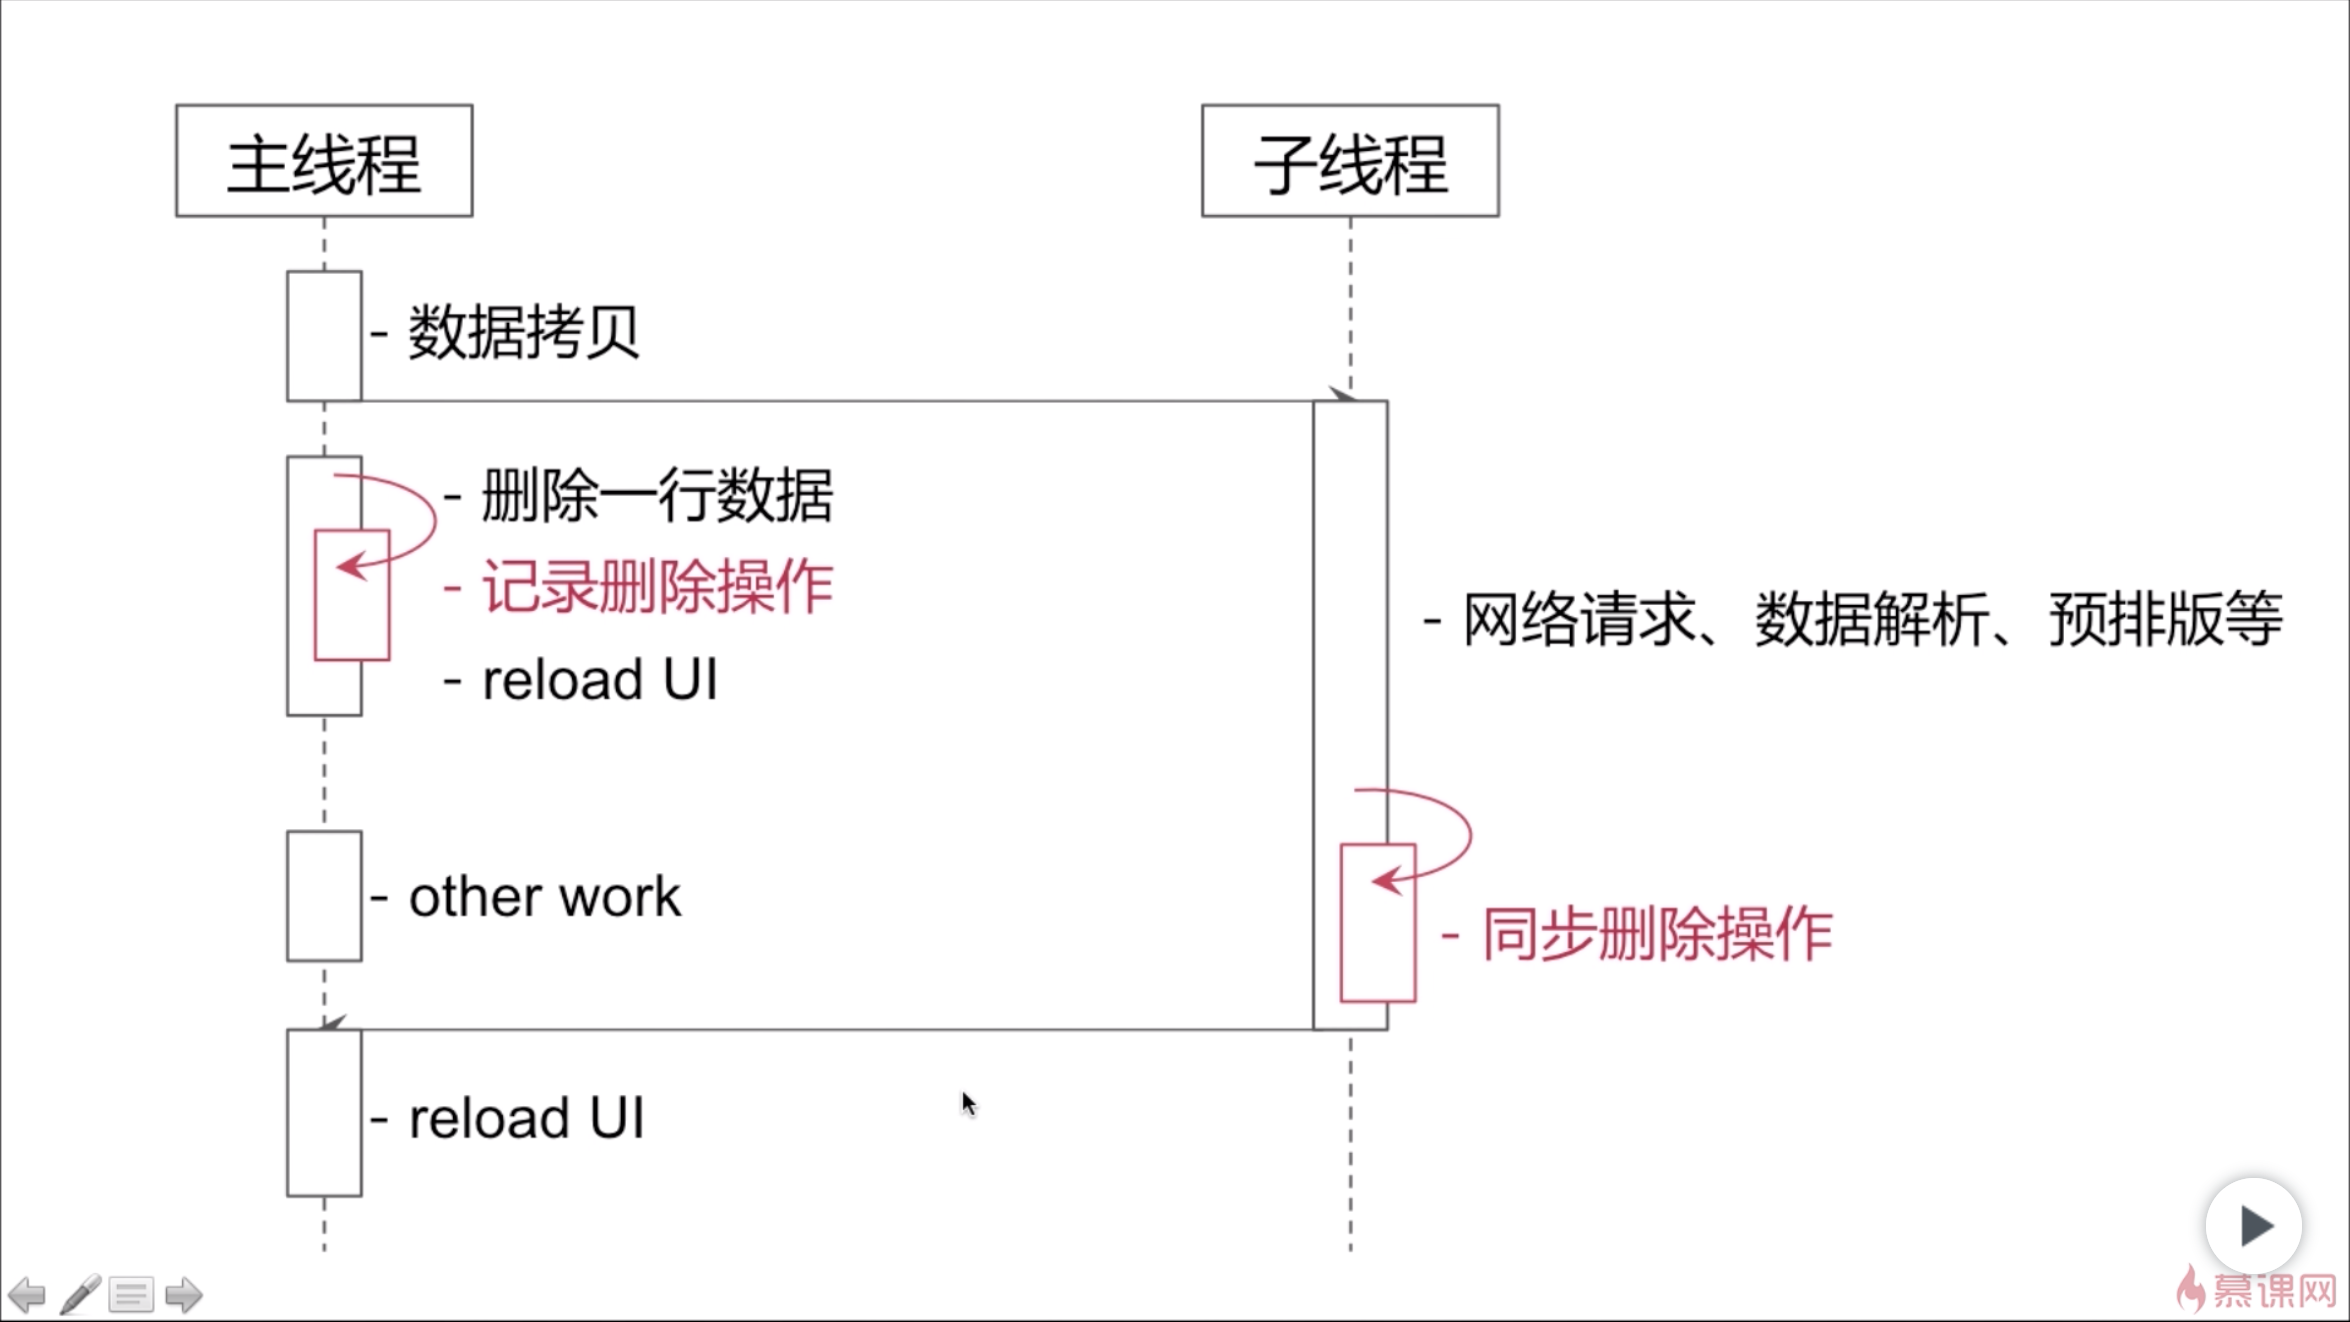 主线程
子线程
- 数据拷贝
- 删除一行数据
- 记录删除操作
- reload UI
- 网络请求、数据解析、预排版等
- other work
- 同步删除操作
- reload UI
慕课网